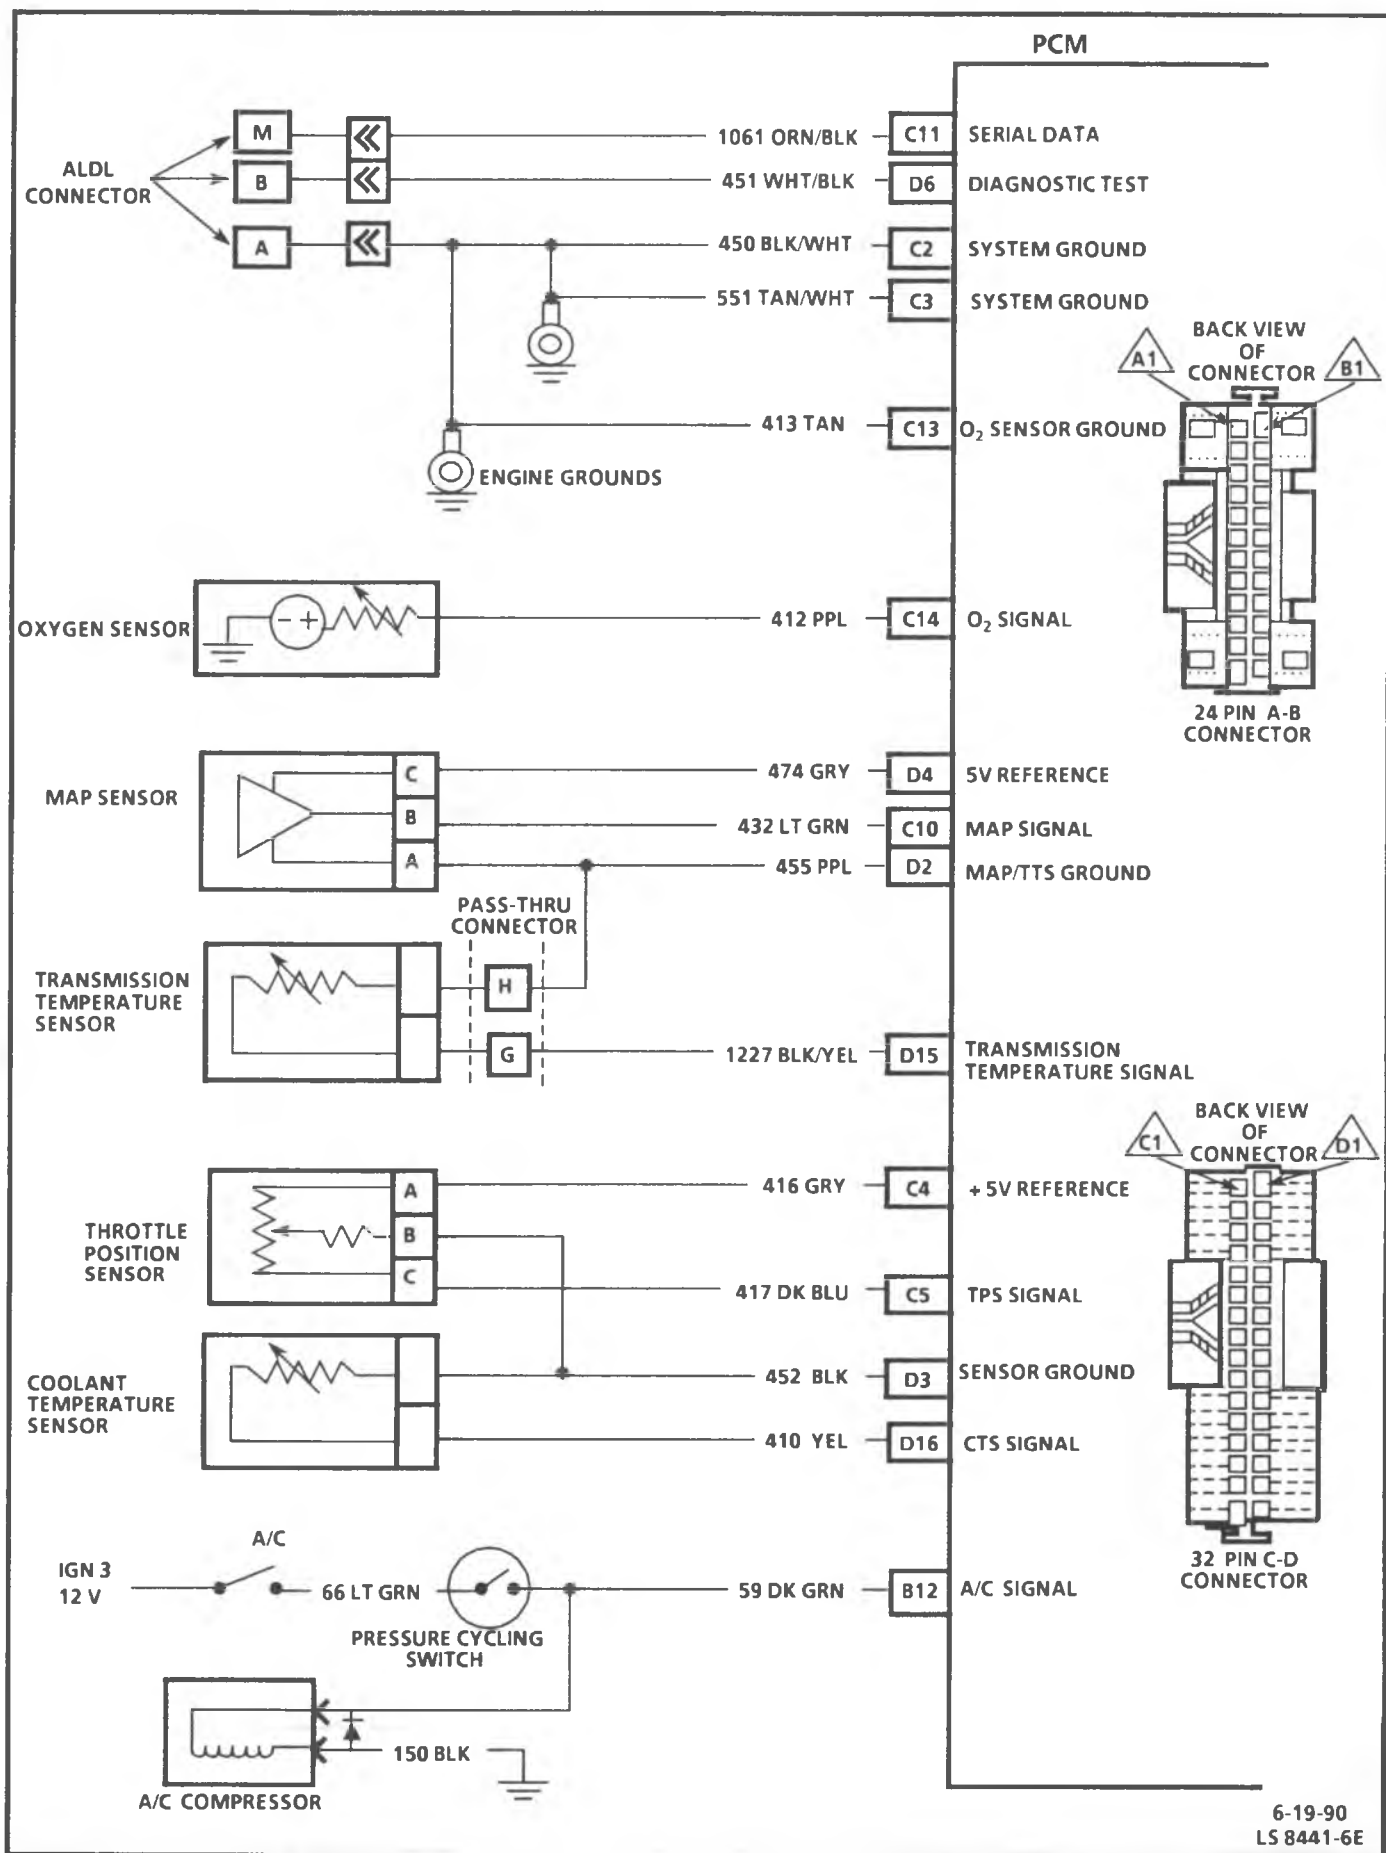 PCM
M
1061 ORN/BLK
C11
SERIAL DATA
ALDL
CONNECTOR
B
451 WHT/BLK
D6
DIAGNOSTIC TEST
A
450 BLK/WHT
C2
SYSTEM GROUND
551 TAN/WHT
C3
SYSTEM GROUND
BACK VIEW
OF
CONNECTOR
A1
B1
413 TAN
C13
O₂ SENSOR GROUND
ENGINE GROUNDS
OXYGEN SENSOR
- +
412 PPL
C14
O₂ SIGNAL
24 PIN A-B
CONNECTOR
MAP SENSOR
C
474 GRY
D4
5V REFERENCE
B
432 LT GRN
C10
MAP SIGNAL
A
455 PPL
D2
MAP/TTS GROUND
PASS-THRU
CONNECTOR
TRANSMISSION
TEMPERATURE
SENSOR
H
G
1227 BLK/YEL
D15
TRANSMISSION
TEMPERATURE SIGNAL
BACK VIEW
OF
CONNECTOR
C1
D1
THROTTLE
POSITION
SENSOR
A
416 GRY
C4
+ 5V REFERENCE
B
C
417 DK BLU
C5
TPS SIGNAL
COOLANT
TEMPERATURE
SENSOR
452 BLK
D3
SENSOR GROUND
410 YEL
D16
CTS SIGNAL
32 PIN C-D
CONNECTOR
IGN 3
12 V
A/C
66 LT GRN
PRESSURE CYCLING
SWITCH
59 DK GRN
B12
A/C SIGNAL
150 BLK
A/C COMPRESSOR
6-19-90
LS 8441-6E